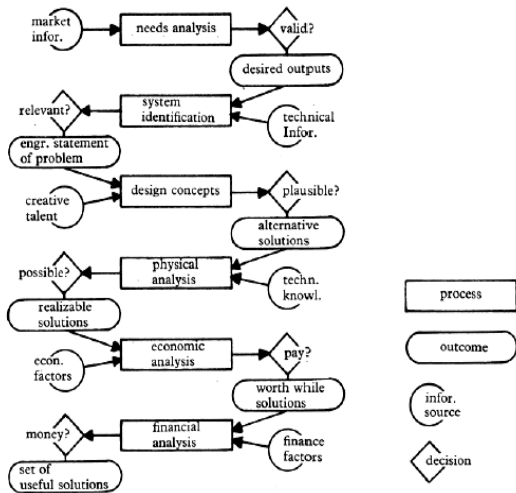 market
infor.
needs analysis
valid?
desired outputs
relevant?
system
identification
technical
Infor.
engr. statement
of problem
creative
talent
design concepts
plausible?
alternative
solutions
possible?
physical
analysis
techn.
knowl.
realizable
solutions
econ.
factors
economic
analysis
pay?
worth while
solutions
money?
financial
analysis
finance
factors
set of
useful solutions
process
outcome
infor.
source
decision